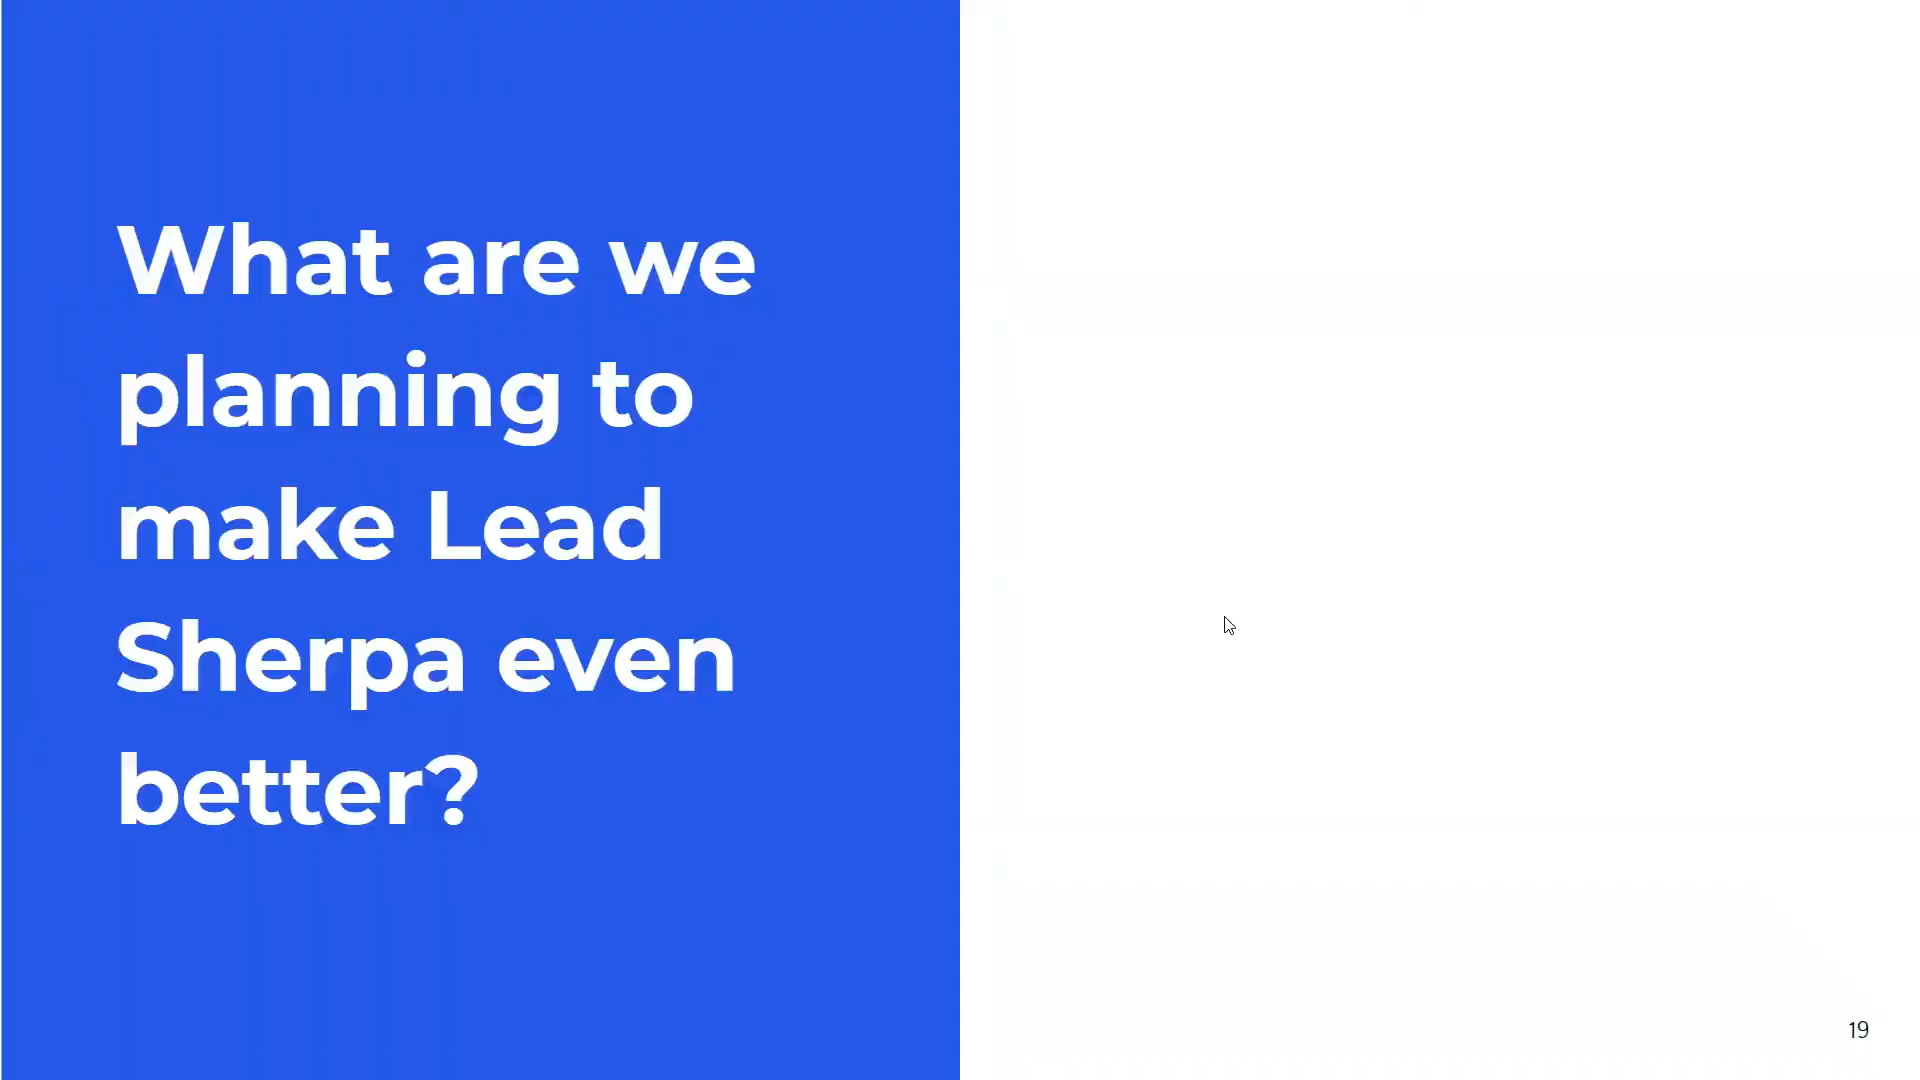 What are we
planning to
make Lead
Sherpa even
better?
19